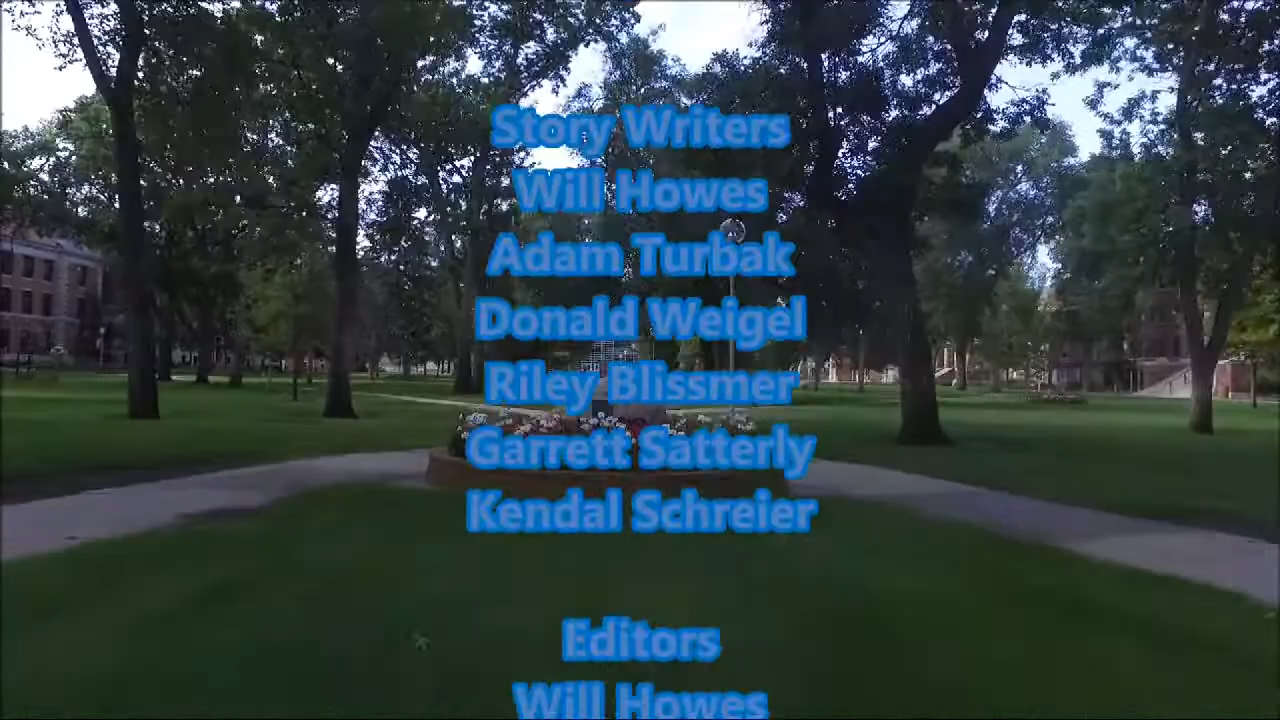 Story Writers
Will Howes
Adam Turbak
Donald Weigel
Riley Blissmer
Garrett Satterly
Kendal Schreier
Editors
Will Howes